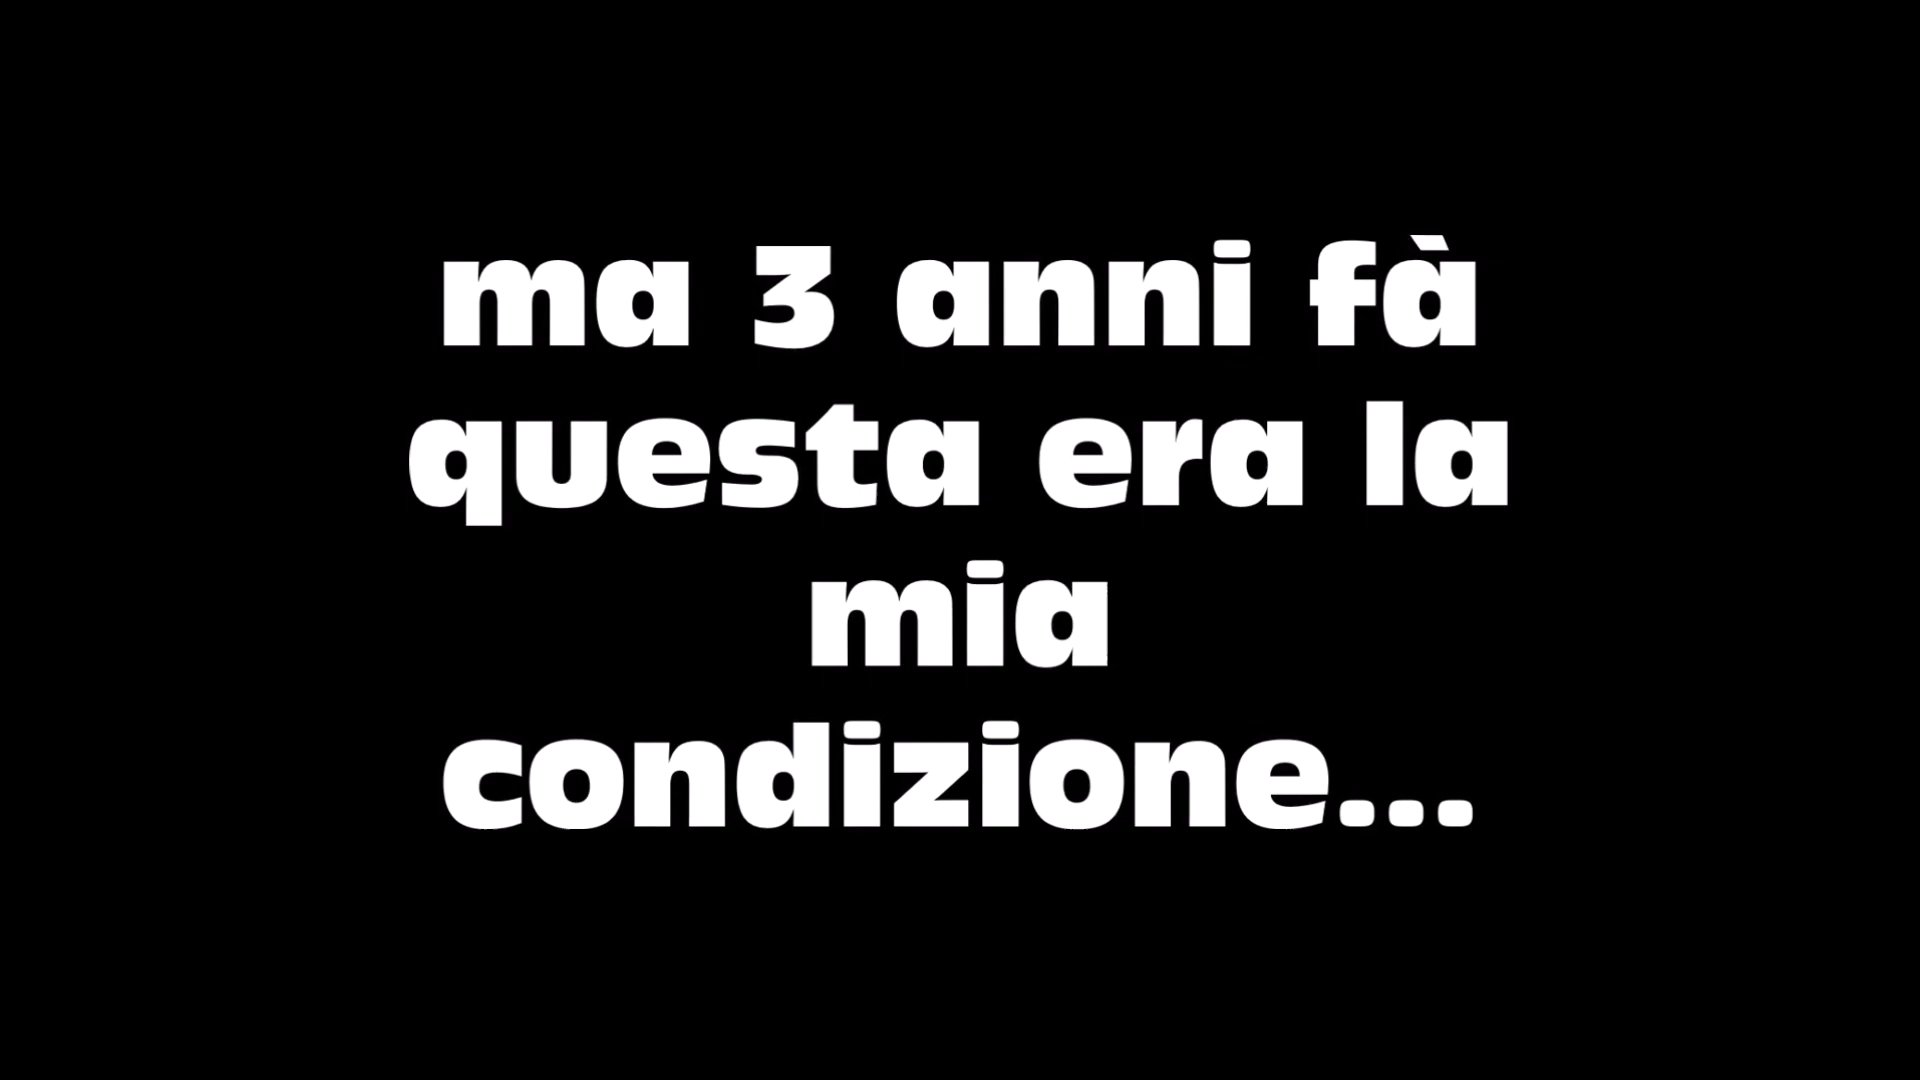 ma 3 anni fà
questa era la
mia
condizione...